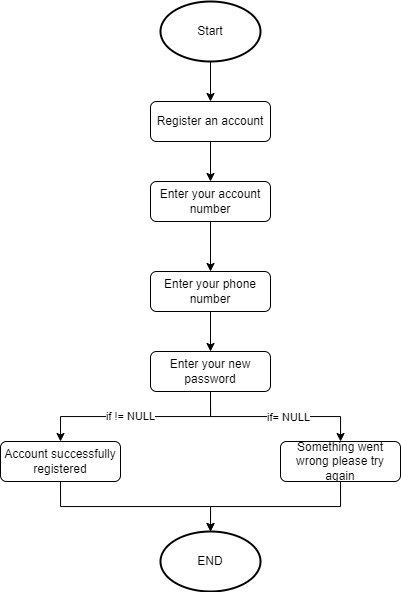 Start
Register an account
Enter your account
number
Enter your phone
number
Enter your new
password
if != NULL
if= NULL
Account successfully
registered
Something went
wrong please try
again
END